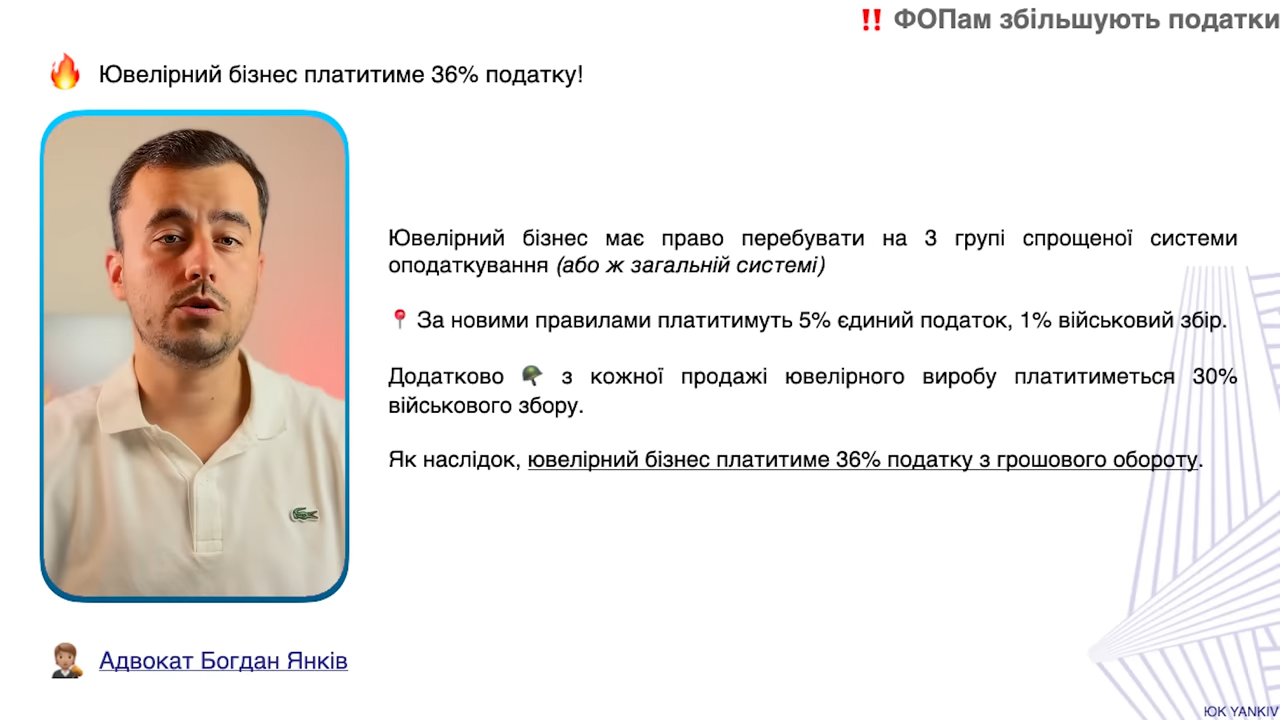 ‼️ ФОПам збільшують податки
🔥 Ювелірний бізнес платитиме 36% податку!
Ювелірний бізнес має право перебувати на 3 групі спрощеної системи
оподаткування (або ж загальній системі)
📍 За новими правилами платитимуть 5% єдиний податок, 1% військовий збір.
Додатково 🪖 з кожної продажі ювелірного виробу платитиметься 30%
військового збору.
Як наслідок, ювелірний бізнес платитиме 36% податку з грошового обороту.
Адвокат Богдан Янків
ЮК YANKIV